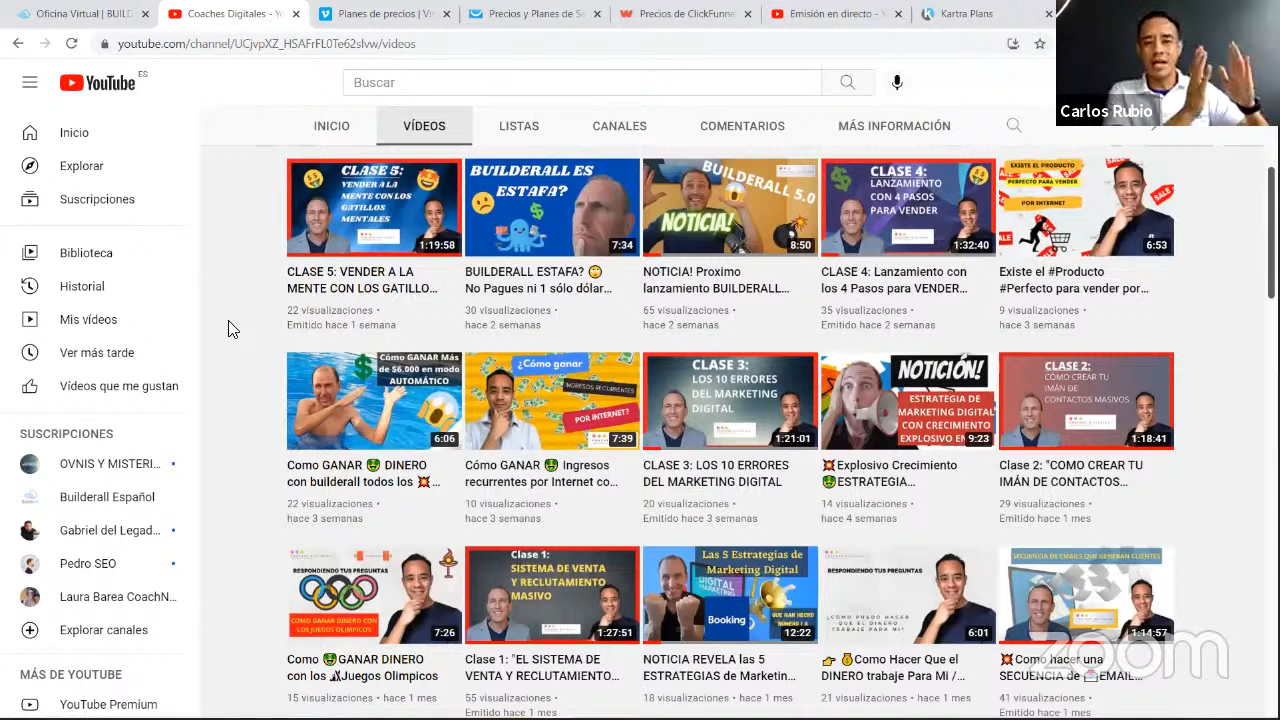 Oficina Virtual | BUILD
Coaches Digitales - Yo
Planes de precios | Vi
Precios y Planes de Se
Precios de ClickFunne
Emisión en directo - Yo
Kartra Plans
youtube.com/channel/UCjvpXZ_HSAFrFL0Te62slvw/videos
YouTube ES
Buscar
Carlos Rubio
INICIO
VÍDEOS
LISTAS
CANALES
COMENTARIOS
MÁS INFORMACIÓN
Inicio
Explorar
Suscripciones
Biblioteca
Historial
Mis vídeos
Ver más tarde
Vídeos que me gustan
SUSCRIPCIONES
OVNIS Y MISTERI...
Builderall Español
Gabriel del Legad...
Pedro SEO
Laura Barea CoachN...
Explorar canales
MÁS DE YOUTUBE
YouTube Premium
CLASE 5:
VENDER A LA
MENTE CON LOS
GATILLOS
MENTALES
1:19:58
CLASE 5: VENDER A LA
MENTE CON LOS GATILLO...
22 visualizaciones •
Emitido hace 1 semana
BUILDERALL ES
ESTAFA?
7:34
BUILDERALL ESTAFA? 🙄
No Pagues ni 1 sólo dólar...
30 visualizaciones •
hace 2 semanas
BUILDERALL 5.0
NOTICIA!
8:50
NOTICIA! Proximo
lanzamiento BUILDERALL...
65 visualizaciones •
hace 2 semanas
CLASE 4:
LANZAMIENTO
CON 4 PASOS
PARA VENDER
1:32:40
CLASE 4: Lanzamiento con
los 4 Pasos para VENDER...
35 visualizaciones •
Emitido hace 2 semanas
EXISTE EL PRODUCTO
PERFECTO PARA VENDER
POR INTERNET
SALE
SALE
SALE
6:53
Existe el #Producto
#Perfecto para vender por...
9 visualizaciones •
hace 3 semanas
Cómo GANAR Más
de $6.000 en modo
AUTOMÁTICO
6:06
Como GANAR 🤑 DINERO
con builderall todos los 💥...
22 visualizaciones •
hace 3 semanas
¿Cómo ganar
INGRESOS RECURRENTES
POR INTERNET?
7:39
Cómo GANAR 🤑 Ingresos
recurrentes por Internet co...
10 visualizaciones •
hace 3 semanas
CLASE 3:
LOS 10 ERRORES
DEL MARKETING
DIGITAL
1:21:01
CLASE 3: LOS 10 ERRORES
DEL MARKETING DIGITAL
20 visualizaciones •
Emitido hace 3 semanas
NOTICIÓN!
ESTRATEGIA DE
MARKETING DIGITAL
CON CRECIMIENTO
EXPLOSIVO EN
9:23
💥Explosivo Crecimiento
🤑ESTRATEGIA...
14 visualizaciones •
hace 4 semanas
CLASE 2:
CÓMO CREAR TU
IMÁN DE
CONTACTOS MASIVOS
1:18:41
Clase 2: "COMO CREAR TU
IMÁN DE CONTACTOS...
29 visualizaciones •
Emitido hace 1 mes
RESPONDIENDO TUS PREGUNTAS
COMO GANAR DINERO CON
LOS JUEGOS OLIMPICOS
7:26
Como 🤑GANAR DINERO
con los Juegos Olimpicos
15 visualizaciones • hace 1 mes
Clase 1:
SISTEMA DE VENTA
Y RECLUTAMIENTO
MASIVO
1:27:51
Clase 1: "EL SISTEMA DE
VENTA Y RECLUTAMIENTO...
55 visualizaciones •
Emitido hace 1 mes
Las 5 Estrategias de
Marketing Digital
DIGITAL
Booking
QUE HAN HECHO
NÚMERO 1 A
12:22
NOTICIA REVELA las 5
ESTRATEGIAS de Marketin...
18 visualizaciones • hace 1 mes
RESPONDIENDO TUS PREGUNTAS
¿COMO PUEDO HACER
QUE EL DINERO
TRABAJE PARA MI?
6:01
👉 💰Como Hacer Que el
DINERO trabaje Para Mi /...
21 visualizaciones • hace 1 mes
SECUENCIA DE EMAILS QUE GENERAN CLIENTES
1:14:57
💥Como hacer una
SECUENCIA de 📩EMAIL...
41 visualizaciones •
Emitido hace 1 mes
zoom